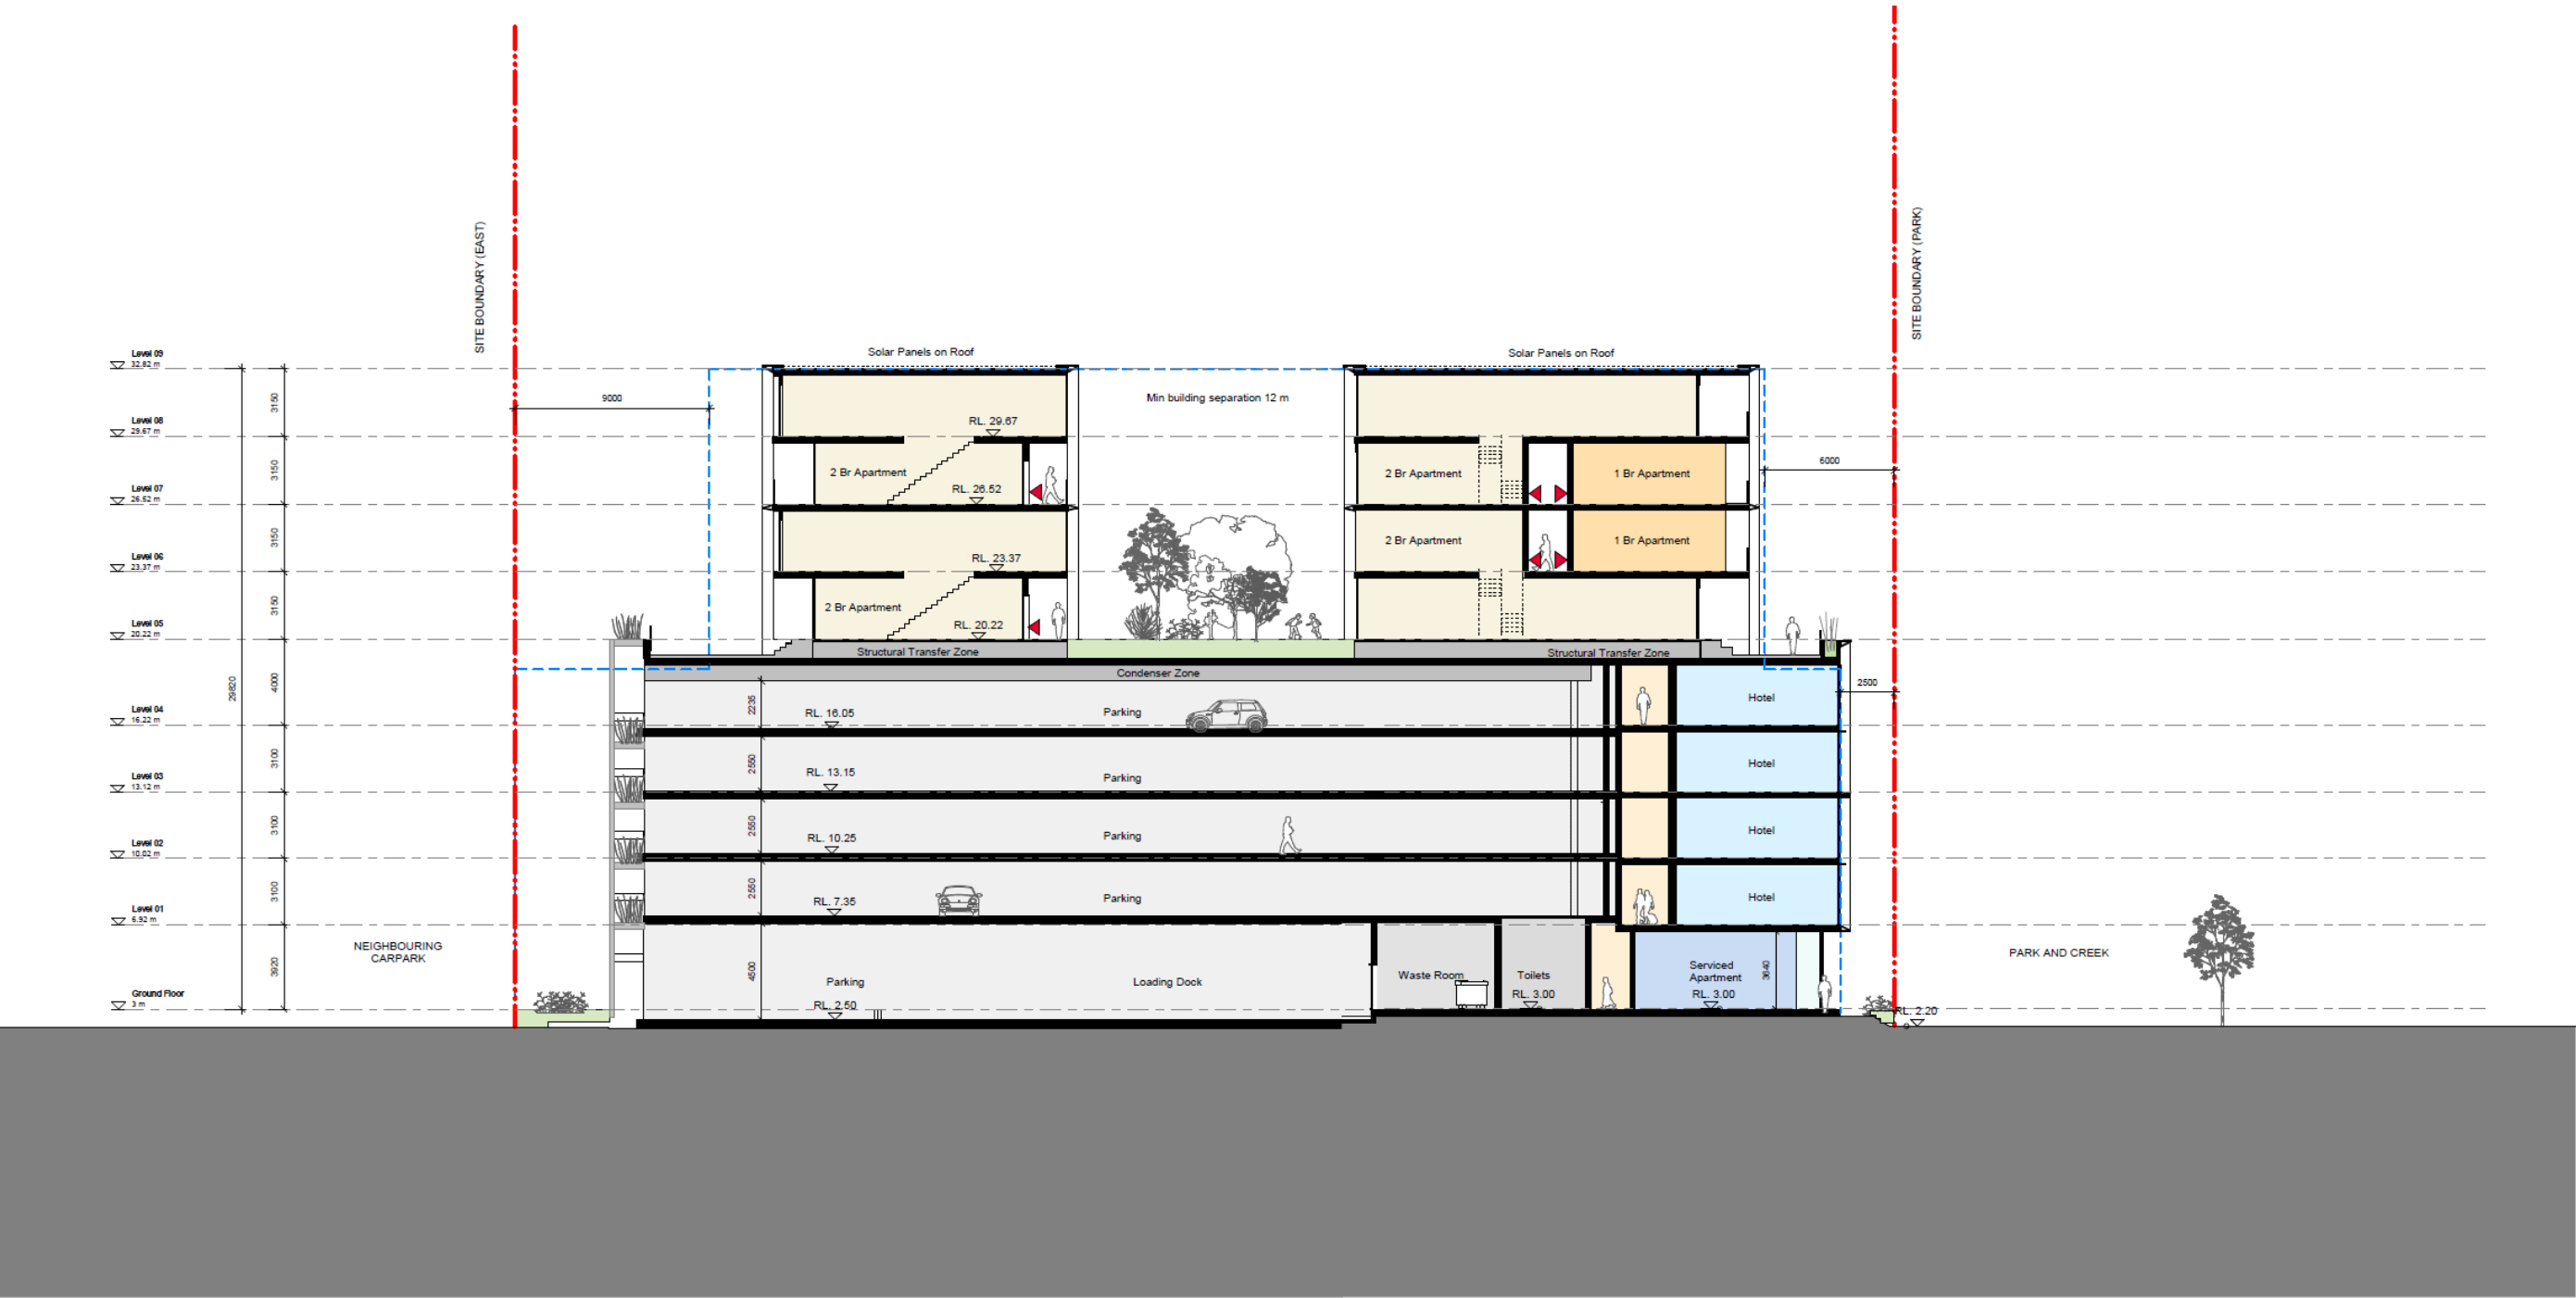 SITE BOUNDARY (EAST)
SITE BOUNDARY (PARK)
Solar Panels on Roof
Solar Panels on Roof
Level 09
32.82 m
9000
Min building separation 12 m
3150
Level 08
29.67 m
RL. 29.67
3150
2 Br Apartment
2 Br Apartment
1 Br Apartment
6000
Level 07
26.52 m
RL. 26.52
3150
2 Br Apartment
1 Br Apartment
Level 06
23.37 m
RL. 23.37
3150
2 Br Apartment
Level 05
20.22 m
RL. 20.22
Structural Transfer Zone
Structural Transfer Zone
Condenser Zone
29820
4000
2500
2235
Hotel
Level 04
16.22 m
RL. 16.05
Parking
3100
2550
Hotel
Level 03
13.12 m
RL. 13.15
Parking
3100
2550
Hotel
Level 02
10.02 m
RL. 10.25
Parking
3100
2550
Hotel
Level 01
6.92 m
RL. 7.35
Parking
NEIGHBOURING
CARPARK
PARK AND CREEK
3920
4500
Parking
Loading Dock
Waste Room
Toilets
Serviced
Apartment
3640
Ground Floor
3 m
RL. 2.50
RL. 3.00
RL. 3.00
RL. 2.20